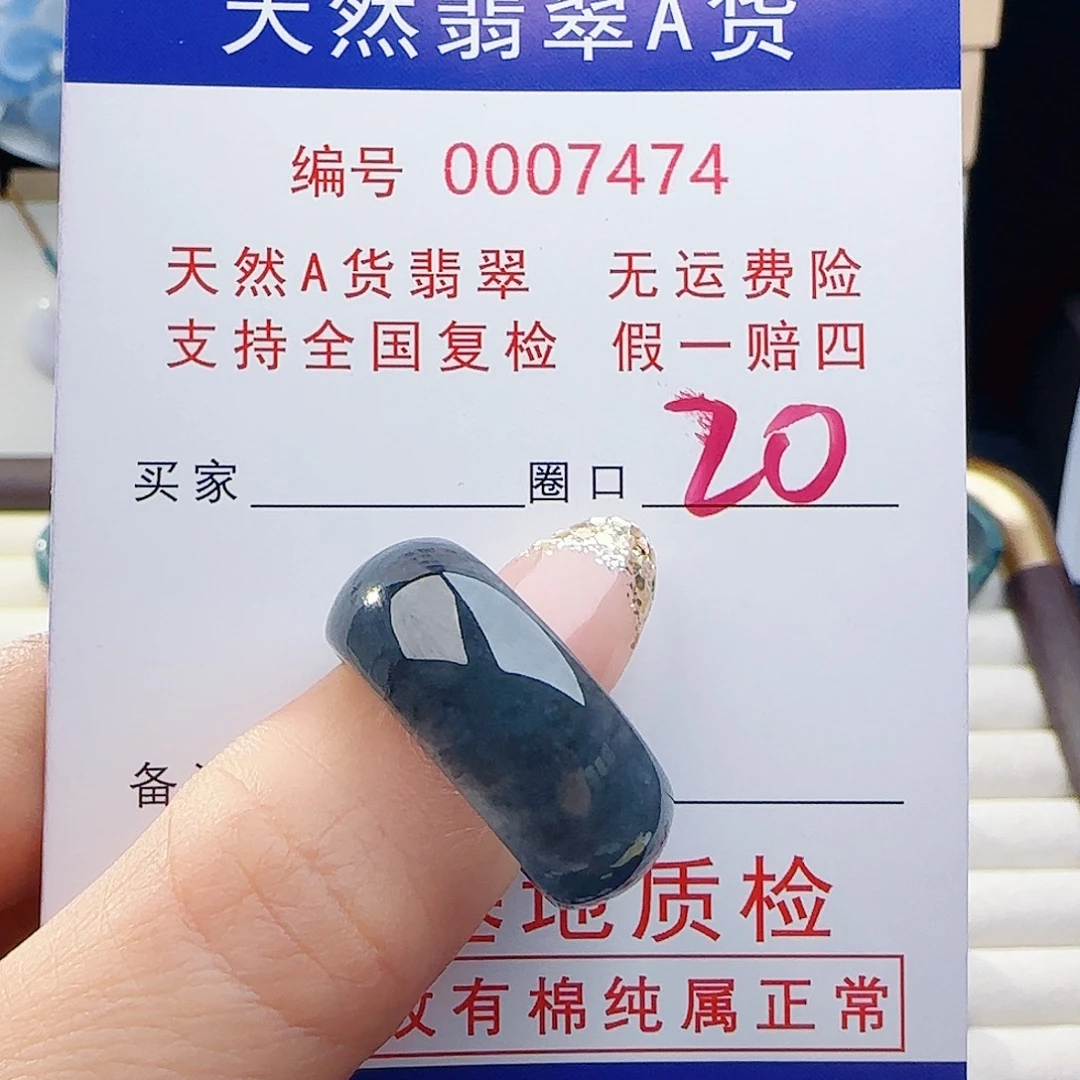 天然翡翠A货
编号 0007474
天然A货翡翠 无运费险
支持全国复检 假一赔四
买家 圈口 20
备
地质检
有棉纯属正常